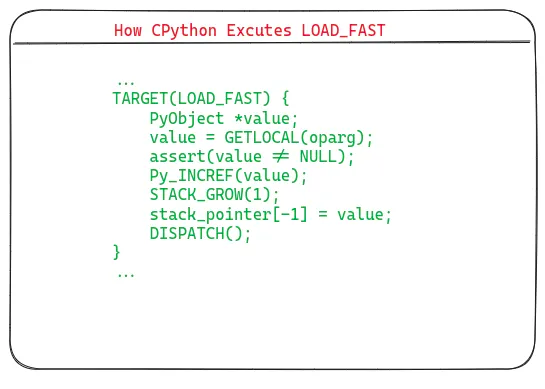 How CPython Excutes LOAD_FAST
...
TARGET(LOAD_FAST) {
    PyObject *value;
    value = GETLOCAL(oparg);
    assert(value != NULL);
    Py_INCREF(value);
    STACK_GROW(1);
    stack_pointer[-1] = value;
    DISPATCH();
}
...